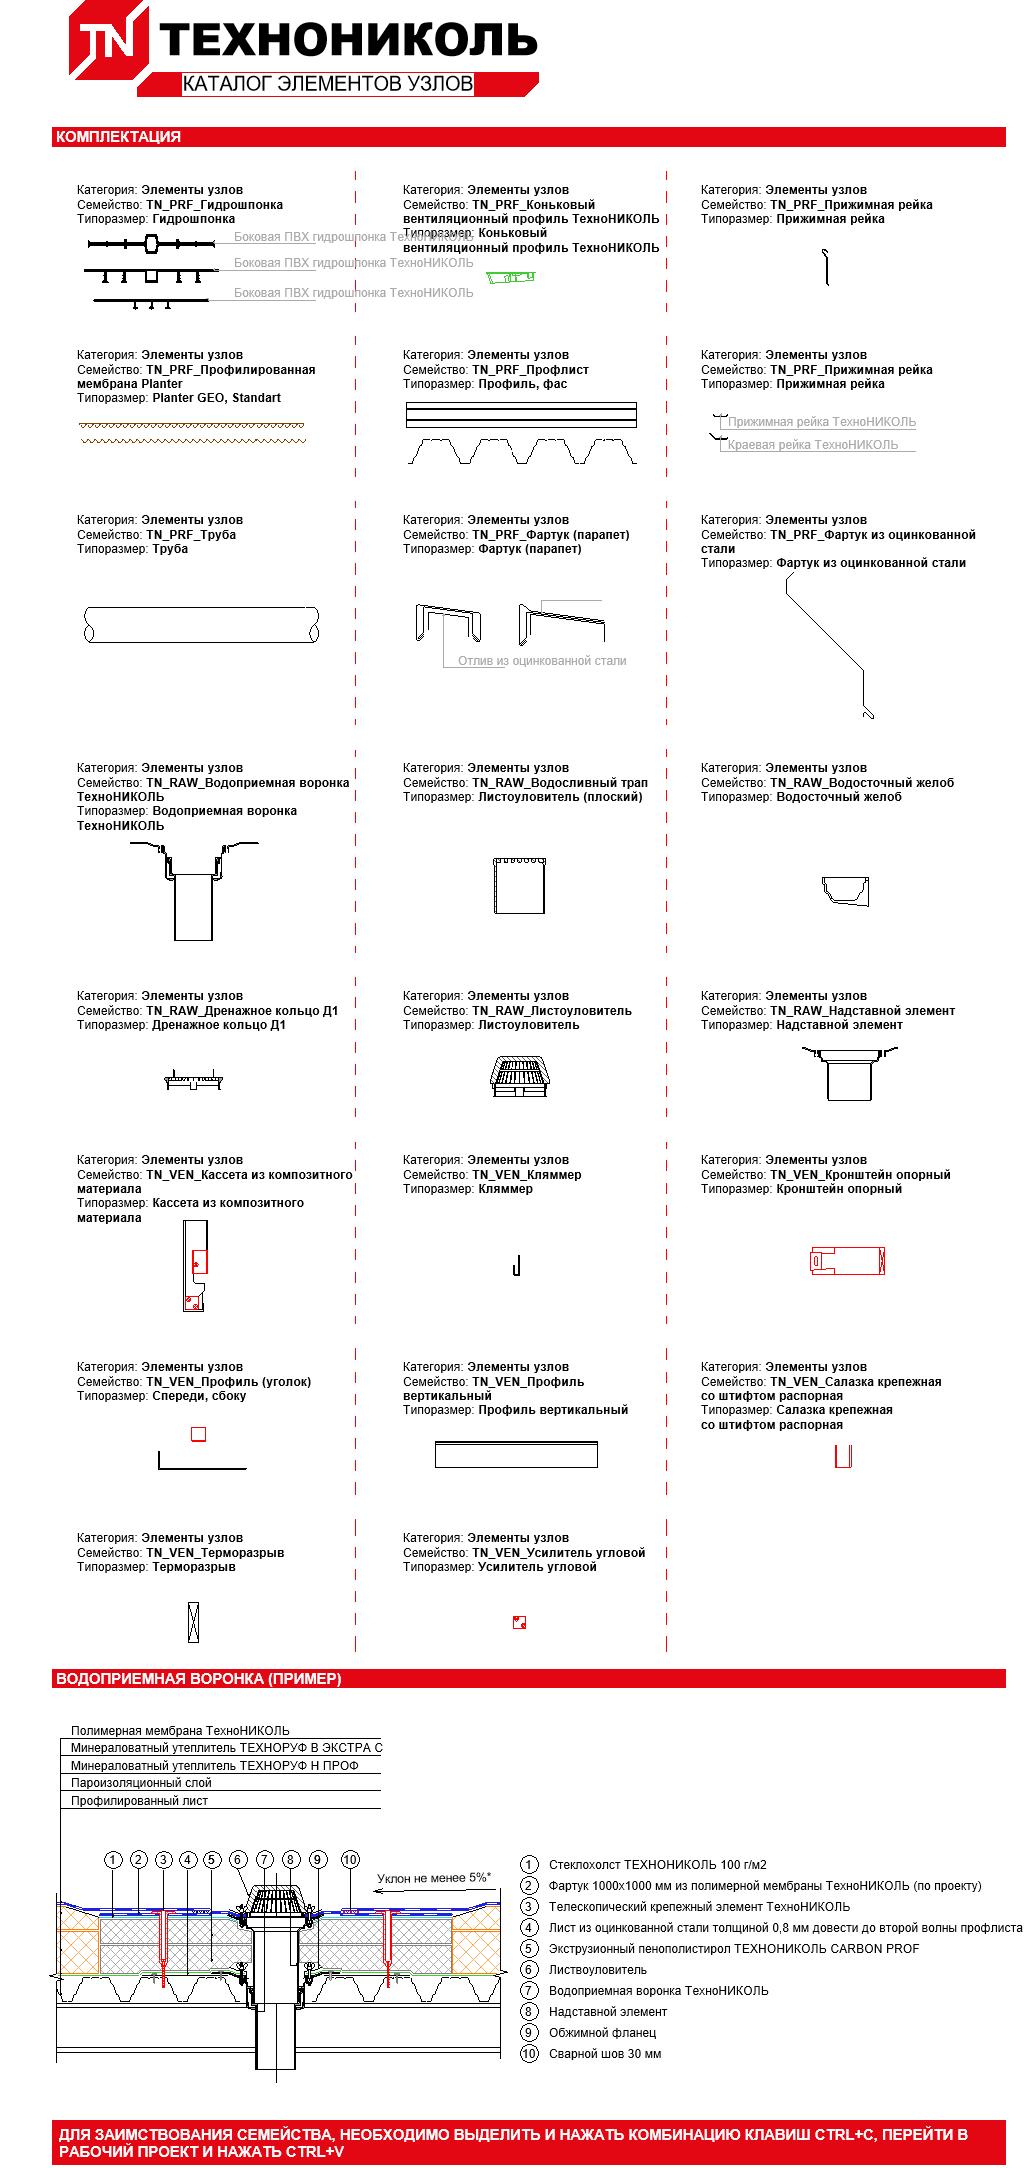 TN ТЕХНОНИКОЛЬ
КАТАЛОГ ЭЛЕМЕНТОВ УЗЛОВ
КОМПЛЕКТАЦИЯ
Категория: Элементы узлов
Семейство: TN_PRF_Гидрошпонка
Типоразмер: Гидрошпонка
Боковая ПВХ гидрошпонка ТехноНИКОЛЬ
Боковая ПВХ гидрошпонка ТехноНИКОЛЬ
Боковая ПВХ гидрошпонка ТехноНИКОЛЬ
Категория: Элементы узлов
Семейство: TN_PRF_Коньковый
вентиляционный профиль ТехноНИКОЛЬ
Типоразмер: Коньковый
вентиляционный профиль ТехноНИКОЛЬ
Категория: Элементы узлов
Семейство: TN_PRF_Прижимная рейка
Типоразмер: Прижимная рейка
Категория: Элементы узлов
Семейство: TN_PRF_Профилированная
мембрана Planter
Типоразмер: Planter GEO, Standart
Категория: Элементы узлов
Семейство: TN_PRF_Профлист
Типоразмер: Профиль, фас
Категория: Элементы узлов
Семейство: TN_PRF_Прижимная рейка
Типоразмер: Прижимная рейка
Прижимная рейка ТехноНИКОЛЬ
Краевая рейка ТехноНИКОЛЬ
Категория: Элементы узлов
Семейство: TN_PRF_Труба
Типоразмер: Труба
Категория: Элементы узлов
Семейство: TN_PRF_Фартук (парапет)
Типоразмер: Фартук (парапет)
Отлив из оцинкованной стали
Категория: Элементы узлов
Семейство: TN_PRF_Фартук из оцинкованной
стали
Типоразмер: Фартук из оцинкованной стали
Категория: Элементы узлов
Семейство: TN_RAW_Водоприемная воронка
ТехноНИКОЛЬ
Типоразмер: Водоприемная воронка
ТехноНИКОЛЬ
Категория: Элементы узлов
Семейство: TN_RAW_Водосливный трап
Типоразмер: Листоуловитель (плоский)
Категория: Элементы узлов
Семейство: TN_RAW_Водосточный желоб
Типоразмер: Водосточный желоб
Категория: Элементы узлов
Семейство: TN_RAW_Дренажное кольцо Д1
Типоразмер: Дренажное кольцо Д1
Категория: Элементы узлов
Семейство: TN_RAW_Листоуловитель
Типоразмер: Листоуловитель
Категория: Элементы узлов
Семейство: TN_RAW_Надставной элемент
Типоразмер: Надставной элемент
Категория: Элементы узлов
Семейство: TN_VEN_Кассета из композитного
материала
Типоразмер: Кассета из композитного
материала
Категория: Элементы узлов
Семейство: TN_VEN_Кляммер
Типоразмер: Кляммер
Категория: Элементы узлов
Семейство: TN_VEN_Кронштейн опорный
Типоразмер: Кронштейн опорный
Категория: Элементы узлов
Семейство: TN_VEN_Профиль (уголок)
Типоразмер: Спереди, сбоку
Категория: Элементы узлов
Семейство: TN_VEN_Профиль
вертикальный
Типоразмер: Профиль вертикальный
Категория: Элементы узлов
Семейство: TN_VEN_Салазка крепежная
со штифтом распорная
Типоразмер: Салазка крепежная
со штифтом распорная
Категория: Элементы узлов
Семейство: TN_VEN_Терморазрыв
Типоразмер: Терморазрыв
Категория: Элементы узлов
Семейство: TN_VEN_Усилитель угловой
Типоразмер: Усилитель угловой
ВОДОПРИЕМНАЯ ВОРОНКА (ПРИМЕР)
Полимерная мембрана ТехноНИКОЛЬ
Минераловатный утеплитель ТЕХНОРУФ В ЭКСТРА С
Минераловатный утеплитель ТЕХНОРУФ Н ПРОФ
Пароизоляционный слой
Профилированный лист
1 2 3 4 5 6 7 8 9 10
Уклон не менее 5%*
1 Стеклохолст ТЕХНОНИКОЛЬ 100 г/м2
2 Фартук 1000х1000 мм из полимерной мембраны ТехноНИКОЛЬ (по проекту)
3 Телескопический крепежный элемент ТехноНИКОЛЬ
4 Лист из оцинкованной стали толщиной 0,8 мм довести до второй волны профлиста
5 Экструзионный пенополистирол ТЕХНОНИКОЛЬ CARBON PROF
6 Листвоуловитель
7 Водоприемная воронка ТехноНИКОЛЬ
8 Надставной элемент
9 Обжимной фланец
10 Сварной шов 30 мм
ДЛЯ ЗАИМСТВОВАНИЯ СЕМЕЙСТВА, НЕОБХОДИМО ВЫДЕЛИТЬ И НАЖАТЬ КОМБИНАЦИЮ КЛАВИШ CTRL+C, ПЕРЕЙТИ В
РАБОЧИЙ ПРОЕКТ И НАЖАТЬ CTRL+V